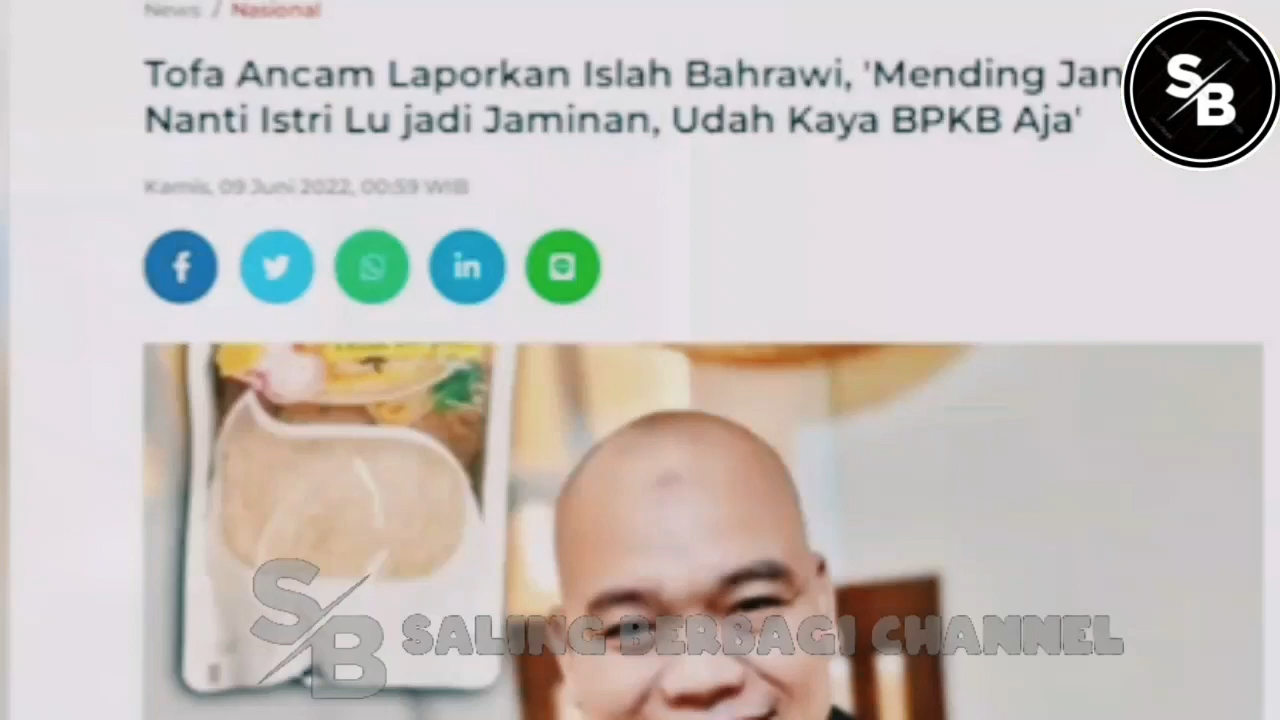 News / Nasional
Tofa Ancam Laporkan Islah Bahrawi, 'Mending Jan
Nanti Istri Lu jadi Jaminan, Udah Kaya BPKB Aja'
Kamis, 09 Juni 2022, 00:59 WIB
SB
SB SALING BERBAGI CHANNEL